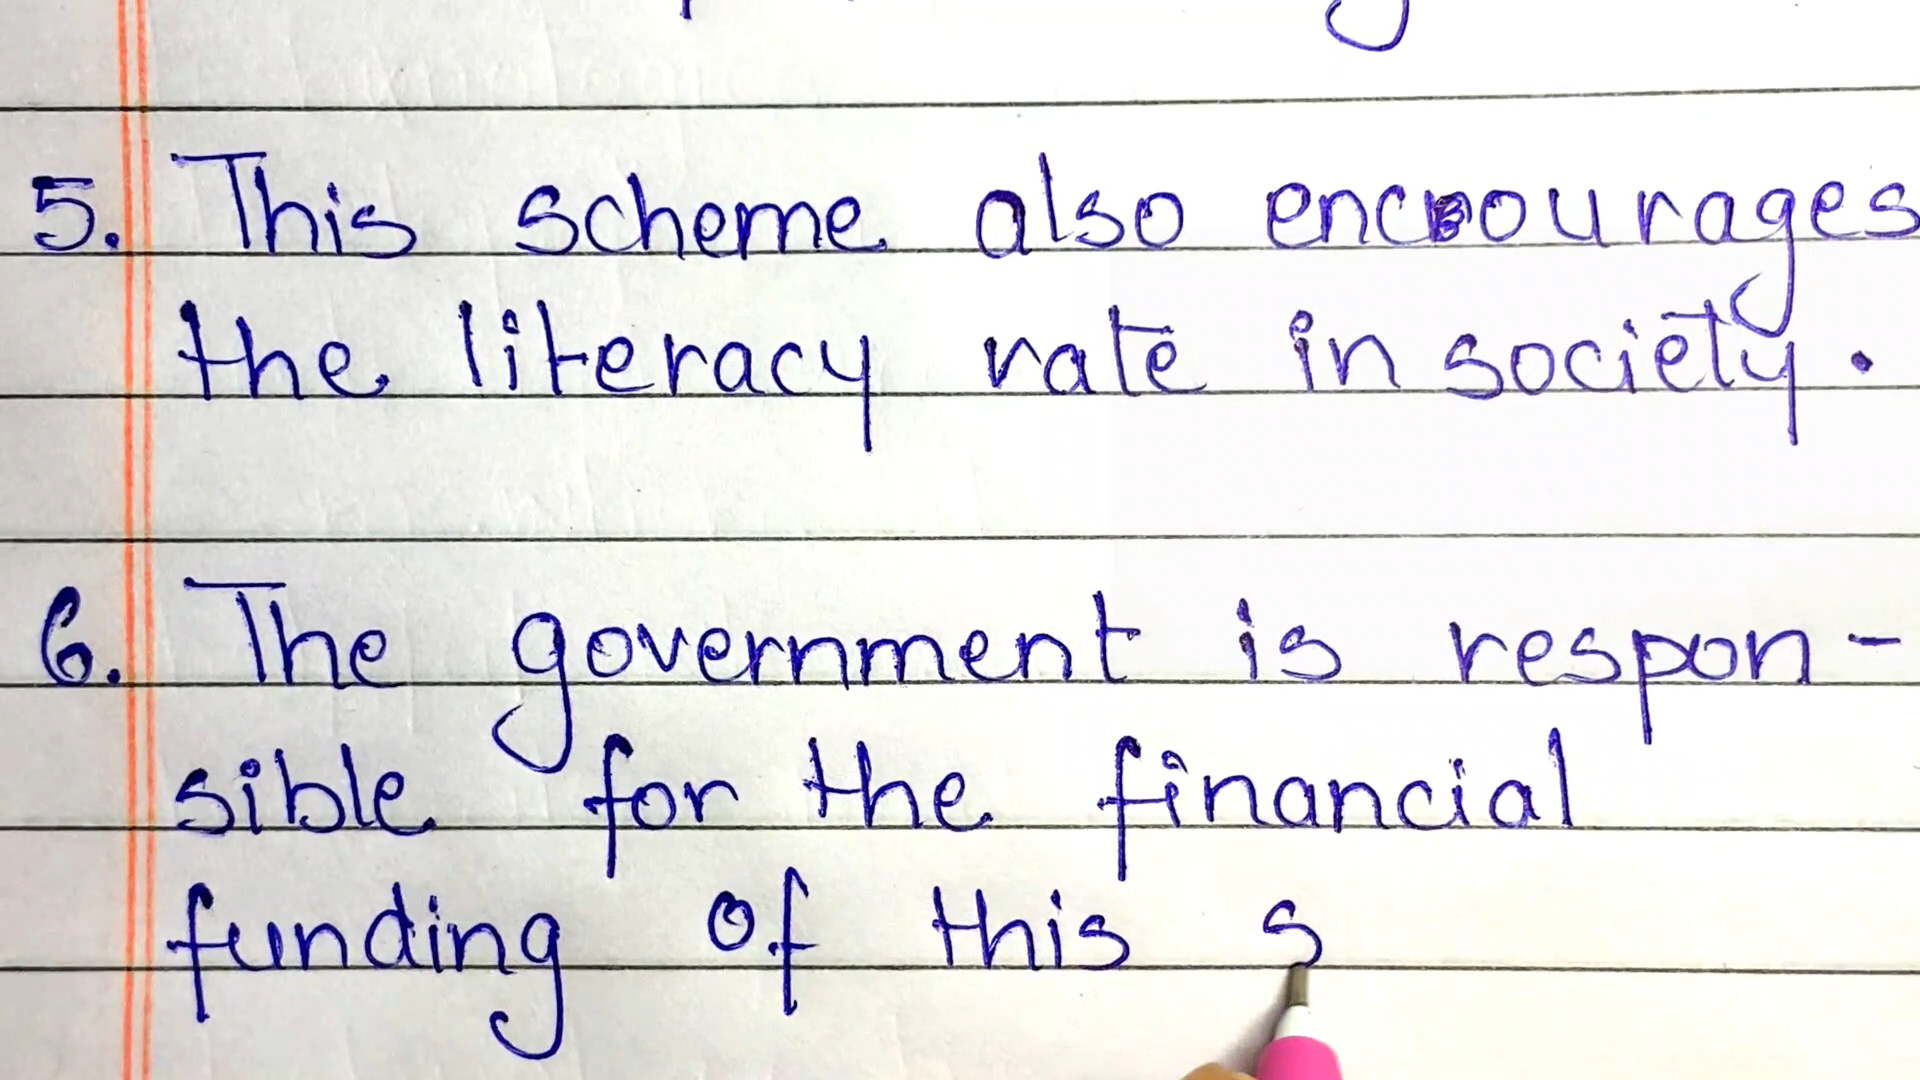 5. This scheme also encourages
the literacy rate in society.
6. The government is respon-
sible for the financial
funding of this s